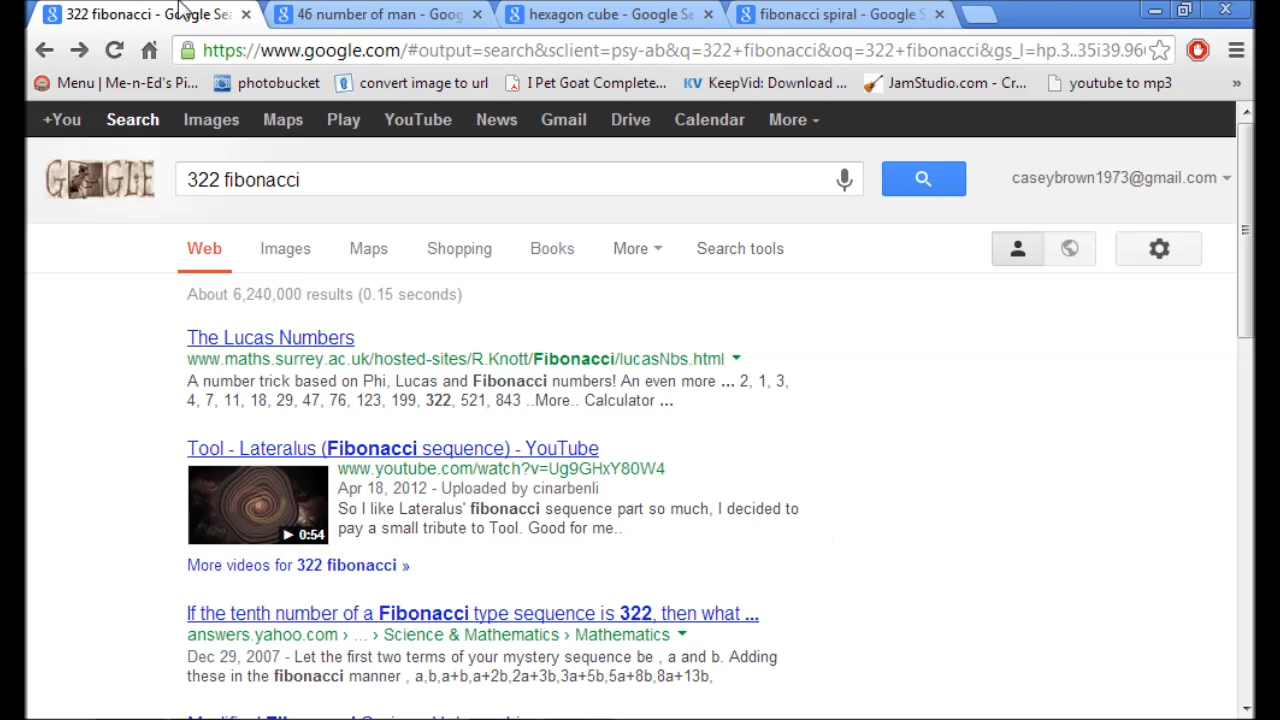 322 fibonacci - Google Sea
46 number of man - Goog
hexagon cube - Google Se
fibonacci spiral - Google S
https://www.google.com/#output=search&sclient=psy-ab&q=322+fibonacci&oq=322+fibonacci&gs_l=hp.3..35i39.96
Menu | Me-n-Ed's Pi... photobucket convert image to url I Pet Goat Complete... KV KeepVid: Download ... JamStudio.com - Cr... youtube to mp3 »
+You Search Images Maps Play YouTube News Gmail Drive Calendar More
GOOGLE
322 fibonacci
caseybrown1973@gmail.com
Web Images Maps Shopping Books More Search tools
About 6,240,000 results (0.15 seconds)
The Lucas Numbers
www.maths.surrey.ac.uk/hosted-sites/R.Knott/Fibonacci/lucasNbs.html
A number trick based on Phi, Lucas and Fibonacci numbers! An even more ... 2, 1, 3,
4, 7, 11, 18, 29, 47, 76, 123, 199, 322, 521, 843 ..More.. Calculator ...
Tool - Lateralus (Fibonacci sequence) - YouTube
www.youtube.com/watch?v=Ug9GHxY80W4
Apr 18, 2012 - Uploaded by cinarbenli
So I like Lateralus' fibonacci sequence part so much, I decided to
pay a small tribute to Tool. Good for me..
0:54
More videos for 322 fibonacci »
If the tenth number of a Fibonacci type sequence is 322, then what ...
answers.yahoo.com › ... › Science & Mathematics › Mathematics
Dec 29, 2007 - Let the first two terms of your mystery sequence be , a and b. Adding
these in the fibonacci manner , a,b,a+b,a+2b,2a+3b,3a+5b,5a+8b,8a+13b,